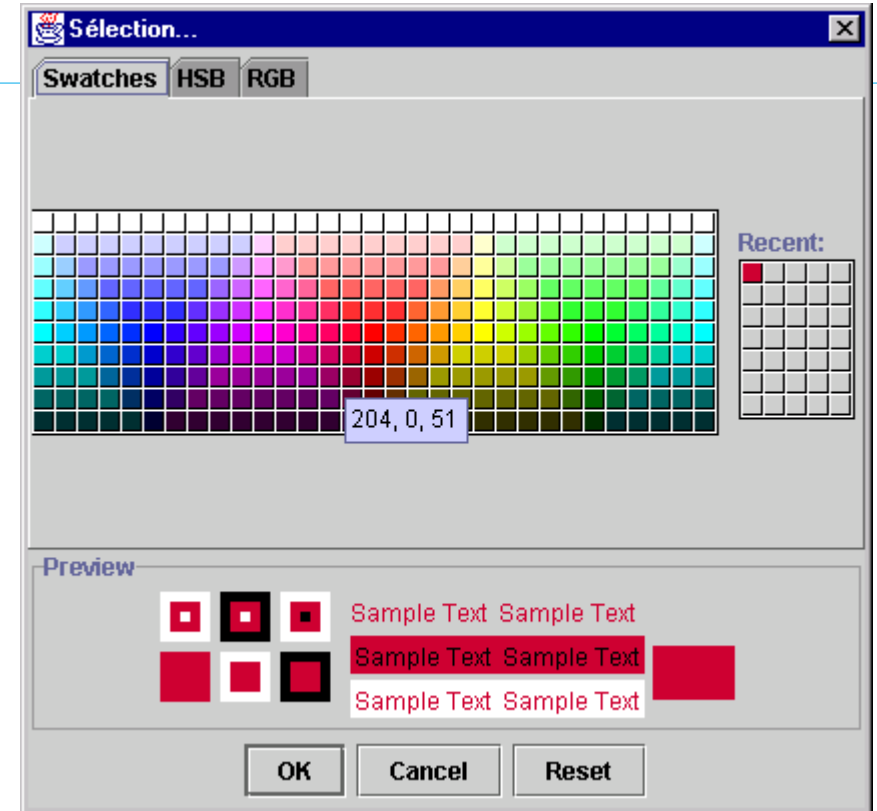 Sélection...
Swatches HSB RGB
Recent:
204, 0, 51
Preview
Sample Text Sample Text
Sample Text Sample Text
Sample Text Sample Text
OK Cancel Reset